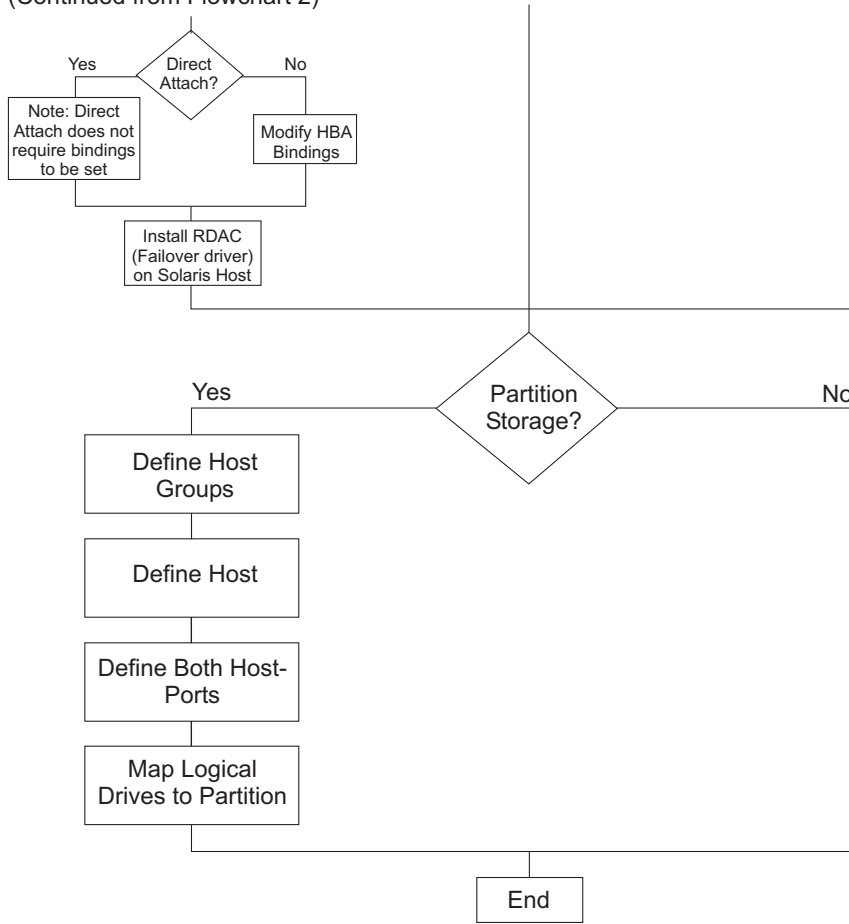 (Continued from Flowchart 2)
Direct
Attach?
Yes
No
Note: Direct
Attach does not
require bindings
to be set
Modify HBA
Bindings
Install RDAC
(Failover driver)
on Solaris Host
Partition
Storage?
Yes
No
Define Host
Groups
Define Host
Define Both Host-
Ports
Map Logical
Drives to Partition
End